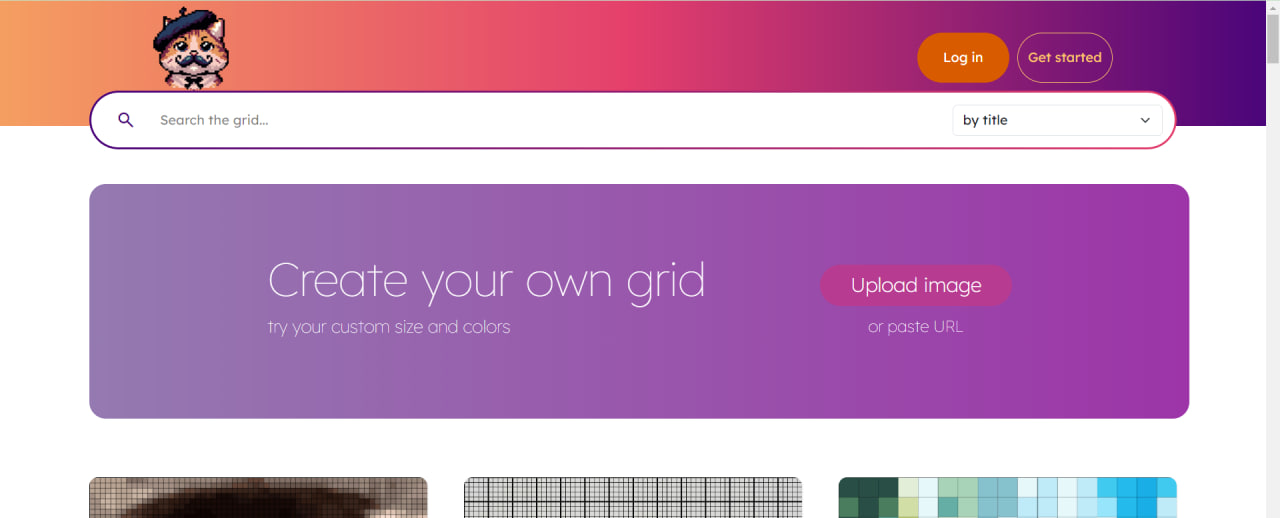 Log in
Get started
Search the grid...
by title
Create your own grid
try your custom size and colors
Upload image
or paste URL